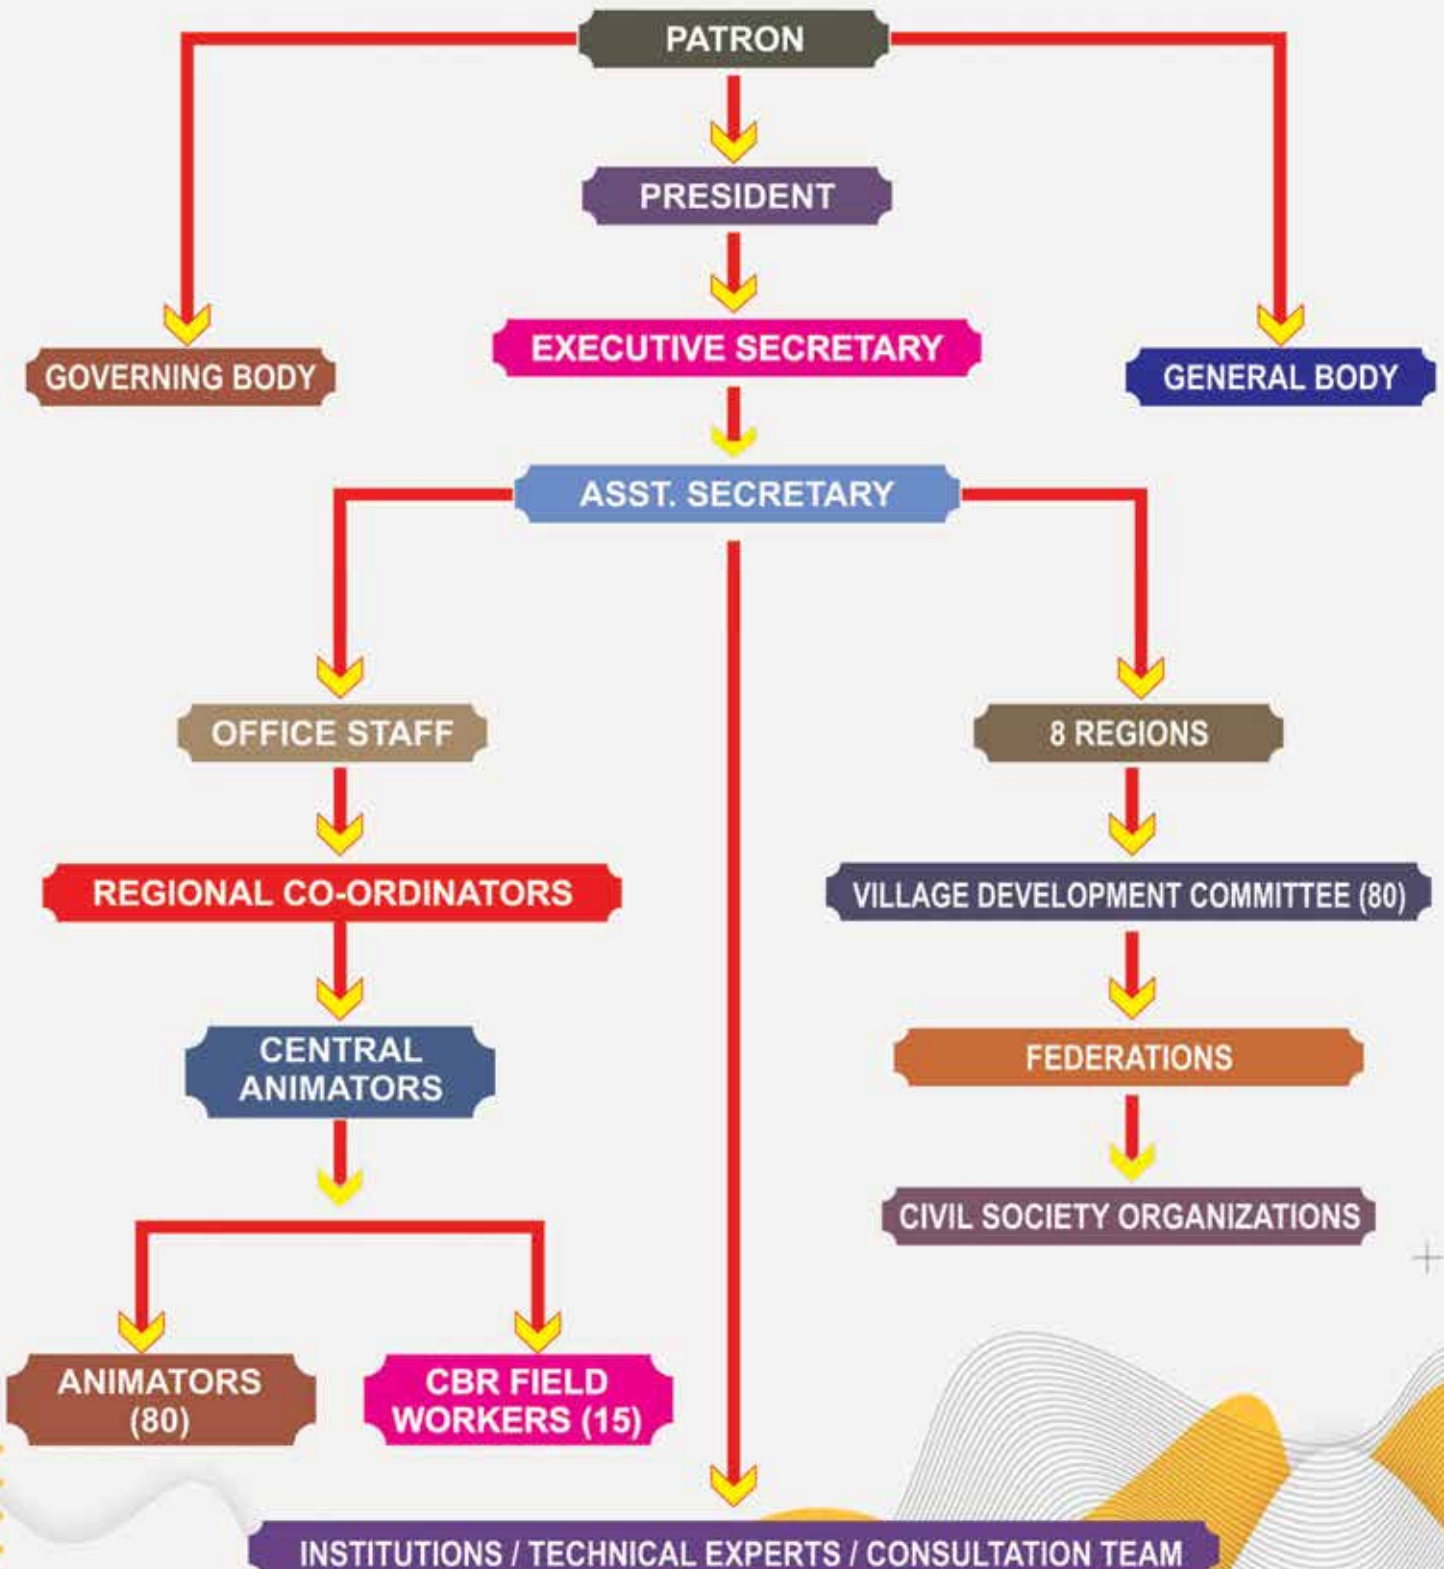 PATRON
PRESIDENT
EXECUTIVE SECRETARY
GOVERNING BODY
GENERAL BODY
ASST. SECRETARY
OFFICE STAFF
8 REGIONS
REGIONAL CO-ORDINATORS
VILLAGE DEVELOPMENT COMMITTEE (80)
CENTRAL
ANIMATORS
FEDERATIONS
CIVIL SOCIETY ORGANIZATIONS
ANIMATORS
(80)
CBR FIELD
WORKERS (15)
INSTITUTIONS / TECHNICAL EXPERTS / CONSULTATION TEAM